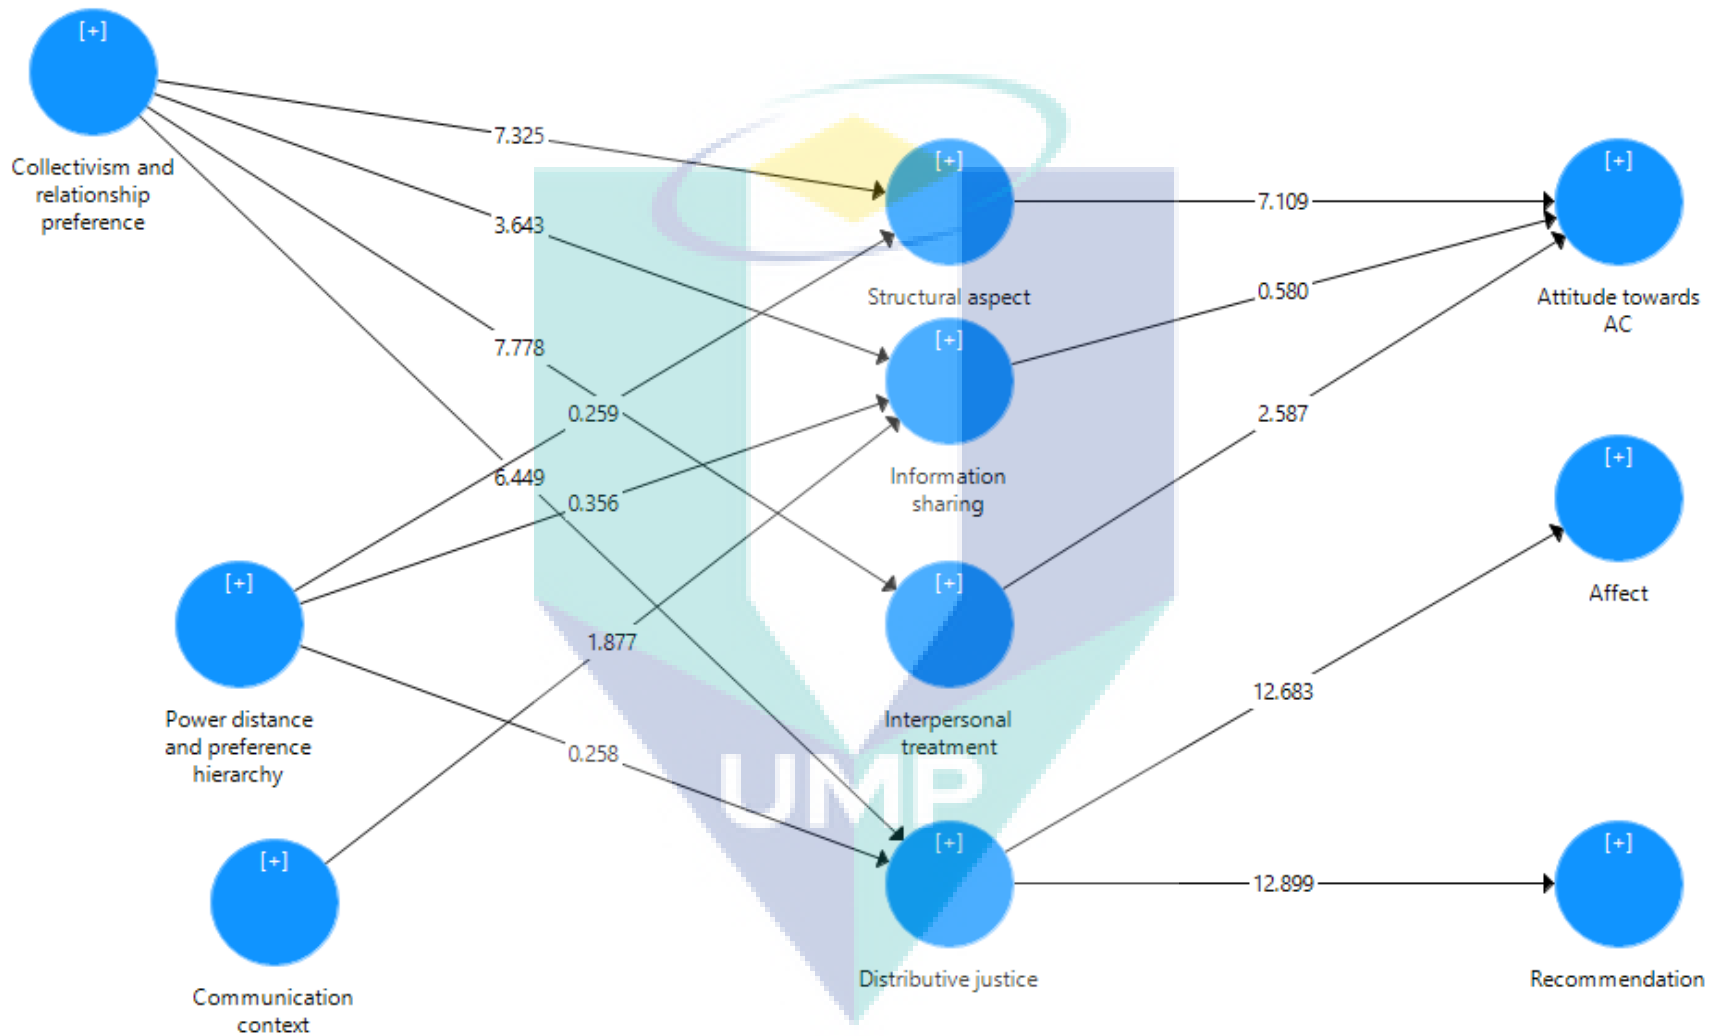 [+]
Collectivism and
relationship
preference
[+]
Power distance
and preference
hierarchy
[+]
Communication
context
7.325
3.643
7.778
0.259
6.449
0.356
1.877
0.258
[+]
Structural aspect
[+]
Information
sharing
[+]
Interpersonal
treatment
UMP
[+]
Distributive justice
7.109
0.580
2.587
12.683
12.899
[+]
Attitude towards
AC
[+]
Affect
[+]
Recommendation